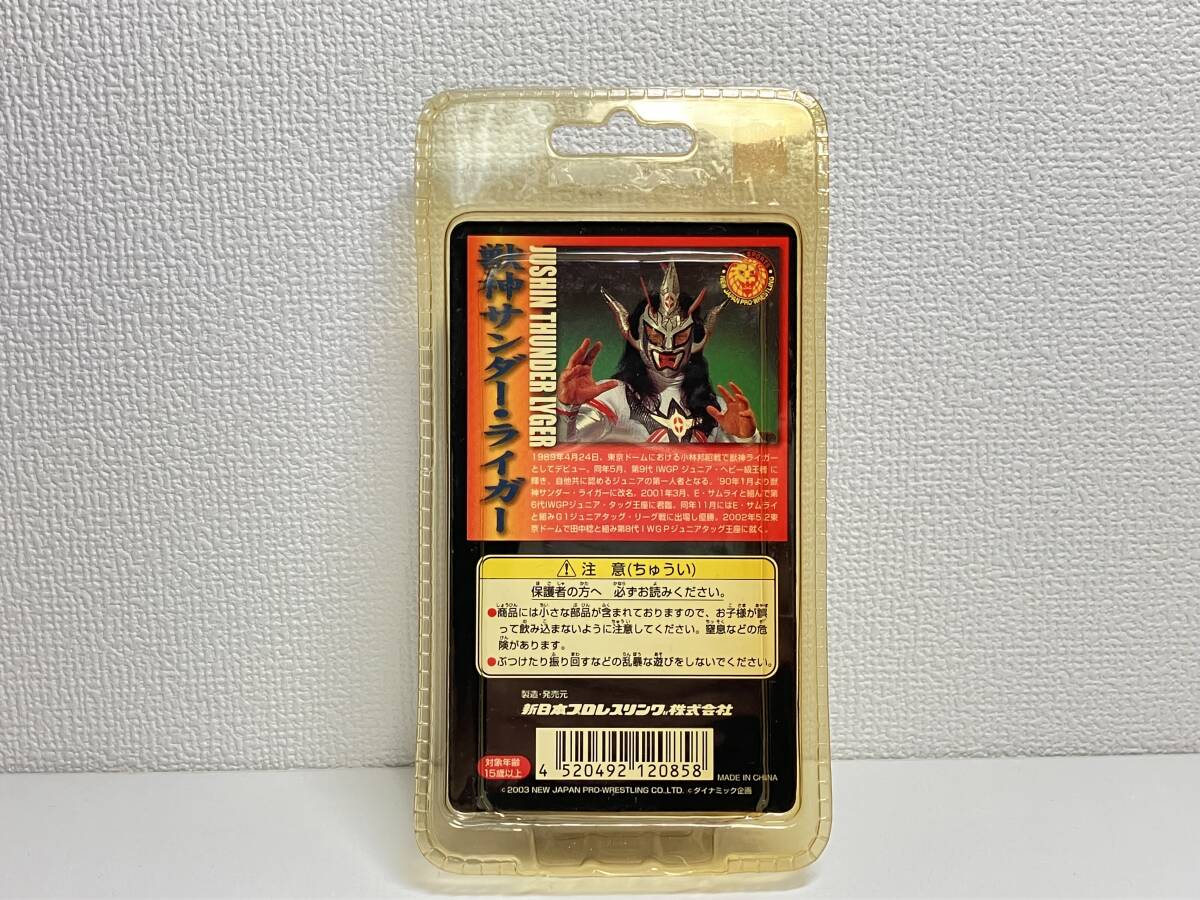 獣神サンダー・ライガー
JUSHIN THUNDER LYGER
SPORTS
NEW JAPAN PRO-WRESTLING
1989年4月24日、東京ドームにおける小林邦昭戦で獣神ライガー
としてデビュー。同年5月、第9代IWGPジュニア・ヘビー級王者に
輝き、自他共に認めるジュニアの第一人者となる。'90年1月より獣
神サンダー・ライガーに改名。2001年3月、E・サムライと組んで第
6代IWGPジュニア・タッグ王座に君臨。同年11月にはE・サムライ
と組みG1ジュニアタッグ・リーグ戦に出場し優勝。2002年5.2東
京ドームで田中稔と組み第8代IWGPジュニアタッグ王座に就く。
⚠注 意(ちゅうい)
保護者の方へ 必ずお読みください。
●商品には小さな部品が含まれておりますので、お子様が誤
って飲み込まないように注意してください。窒息などの危
険があります。
●ぶつけたり振り回すなどの乱暴な遊びをしないでください。
製造・発売元
新日本プロレスリング株式会社
対象年齢
15歳以上
4 520492 120858
MADE IN CHINA
©2003 NEW JAPAN PRO-WRESTLING CO.,LTD. ©ダイナミック企画